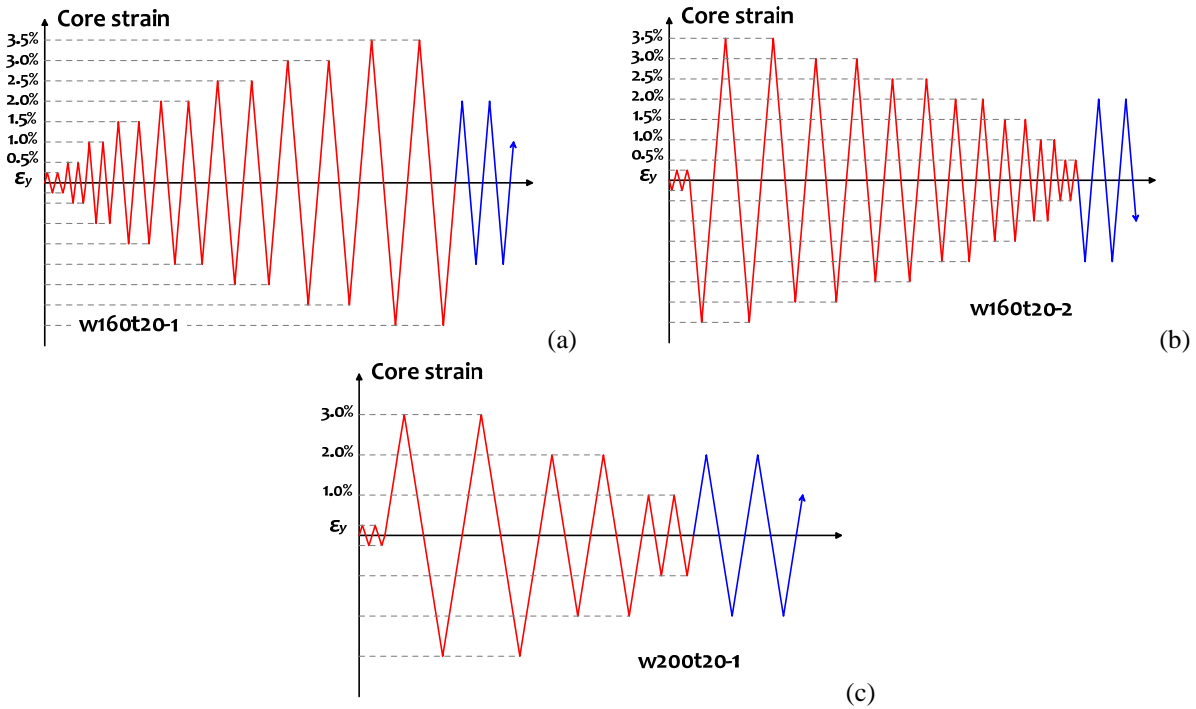 Core strain
3.5%
3.0%
2.5%
2.0%
1.5%
1.0%
0.5%
εy
w160t20-1
(a)
Core strain
3.5%
3.0%
2.5%
2.0%
1.5%
1.0%
0.5%
εy
w160t20-2
(b)
Core strain
3.0%
2.0%
1.0%
εy
w200t20-1
(c)